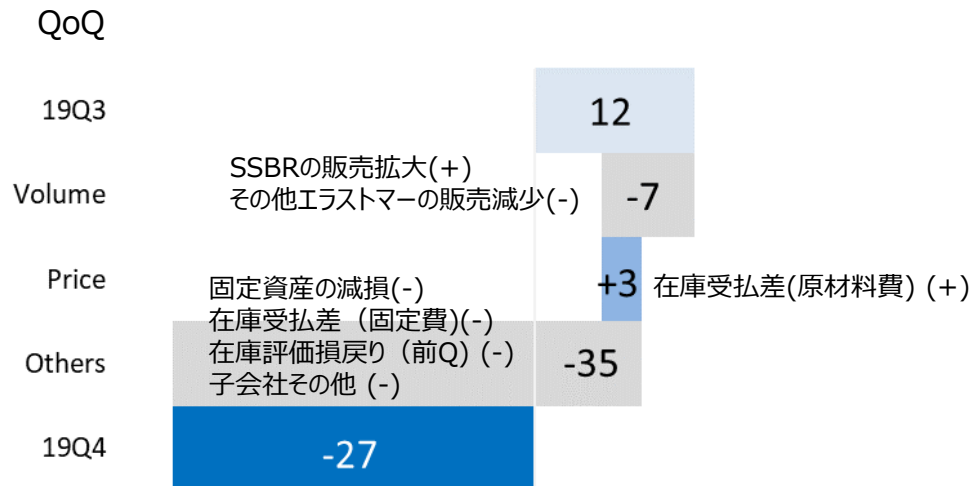 QoQ
19Q3
12
Volume
SSBRの販売拡大(+)
その他エラストマーの販売減少(-)
-7
Price
+3
在庫受払差(原材料費) (+)
Others
固定資産の減損(-)
在庫受払差（固定費)(-)
在庫評価損戻り（前Q) (-)
子会社その他 (-)
-35
19Q4
-27